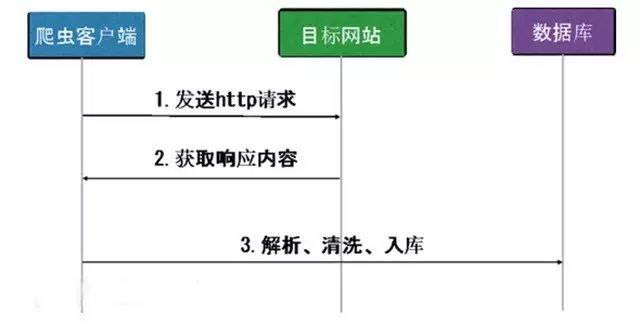 爬虫客户端
目标网站
数据库
1. 发送http请求
2. 获取响应内容
3. 解析、清洗、入库